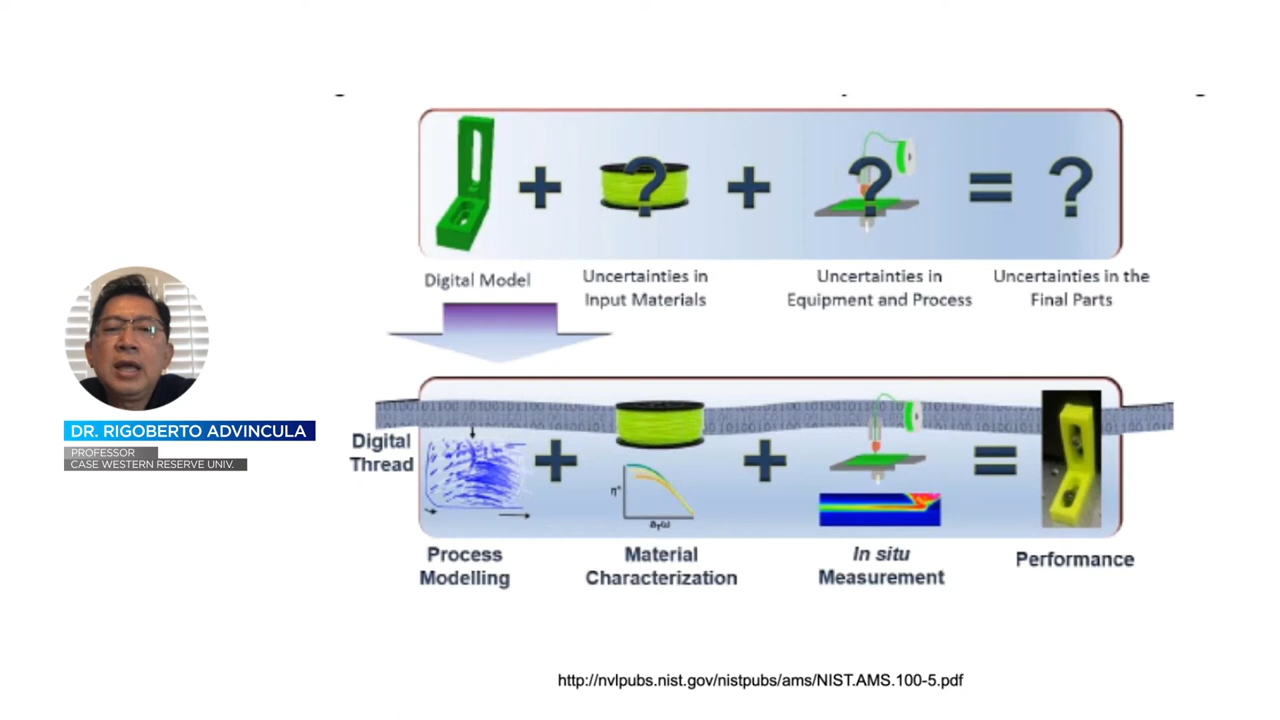 ?
+
?
+
?
=
?
Digital Model
Uncertainties in
Input Materials
Uncertainties in
Equipment and Process
Uncertainties in the
Final Parts
DR. RIGOBERTO ADVINCULA
PROFESSOR
CASE WESTERN RESERVE UNIV.
Digital
Thread
+
η*
+
=
Process
Modelling
Material
Characterization
In situ
Measurement
Performance
http://nvlpubs.nist.gov/nistpubs/ams/NIST.AMS.100-5.pdf